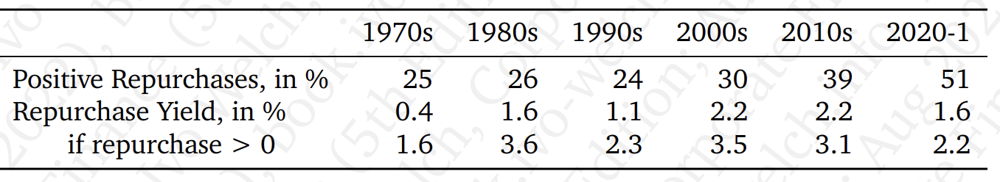 1970s 1980s 1990s 2000s 2010s 2020-1
Positive Repurchases, in % 25 26 24 30 39 51
Repurchase Yield, in % 0.4 1.6 1.1 2.2 2.2 1.6
if repurchase > 0 1.6 3.6 2.3 3.5 3.1 2.2